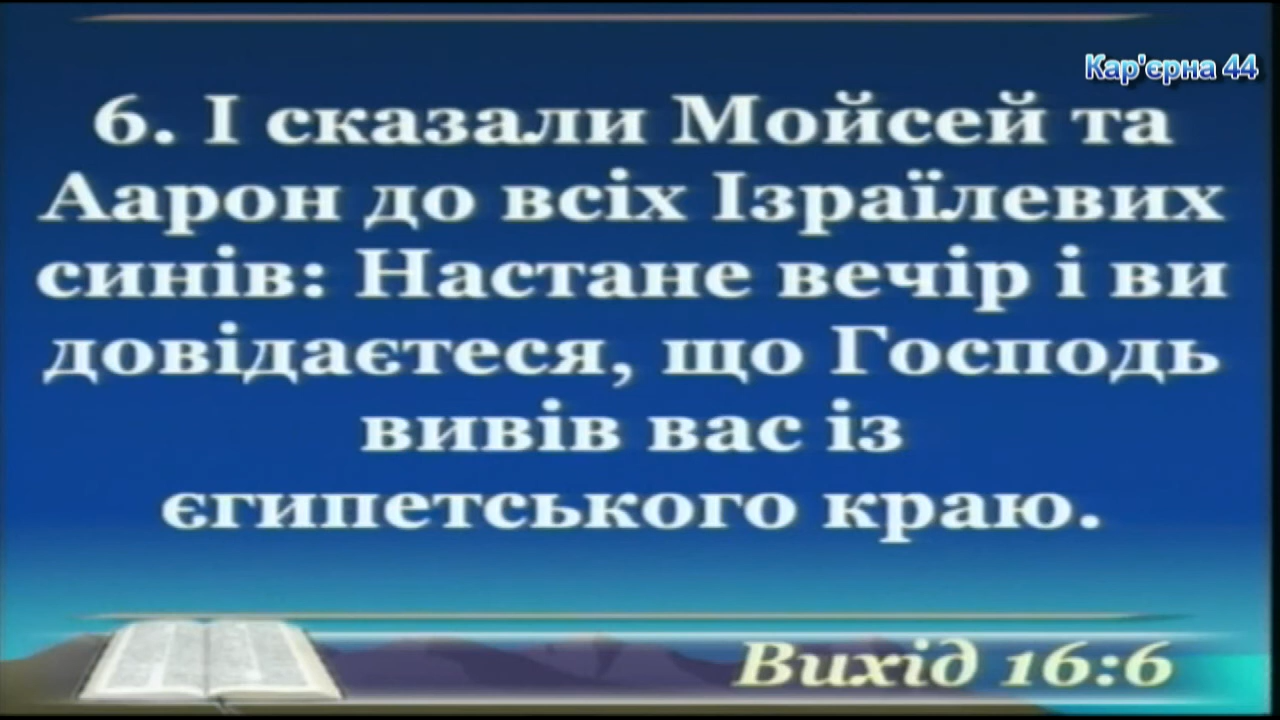 Кар'єрна 44
6. І сказали Мойсей та
Аарон до всіх Ізраїлевих
синів: Настане вечір і ви
довідаєтеся, що Господь
вивів вас із
єгипетського краю.
Вихід 16:6